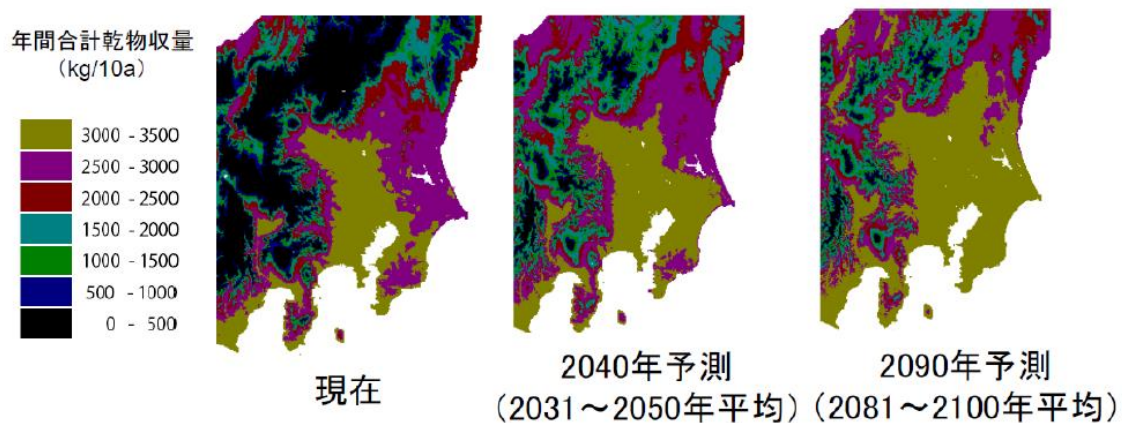 年間合計乾物収量
（kg/10a）
3000 - 3500
2500 - 3000
2000 - 2500
1500 - 2000
1000 - 1500
500 - 1000
0 - 500
現在
2040年予測
（2031～2050年平均）
2090年予測
（2081～2100年平均）